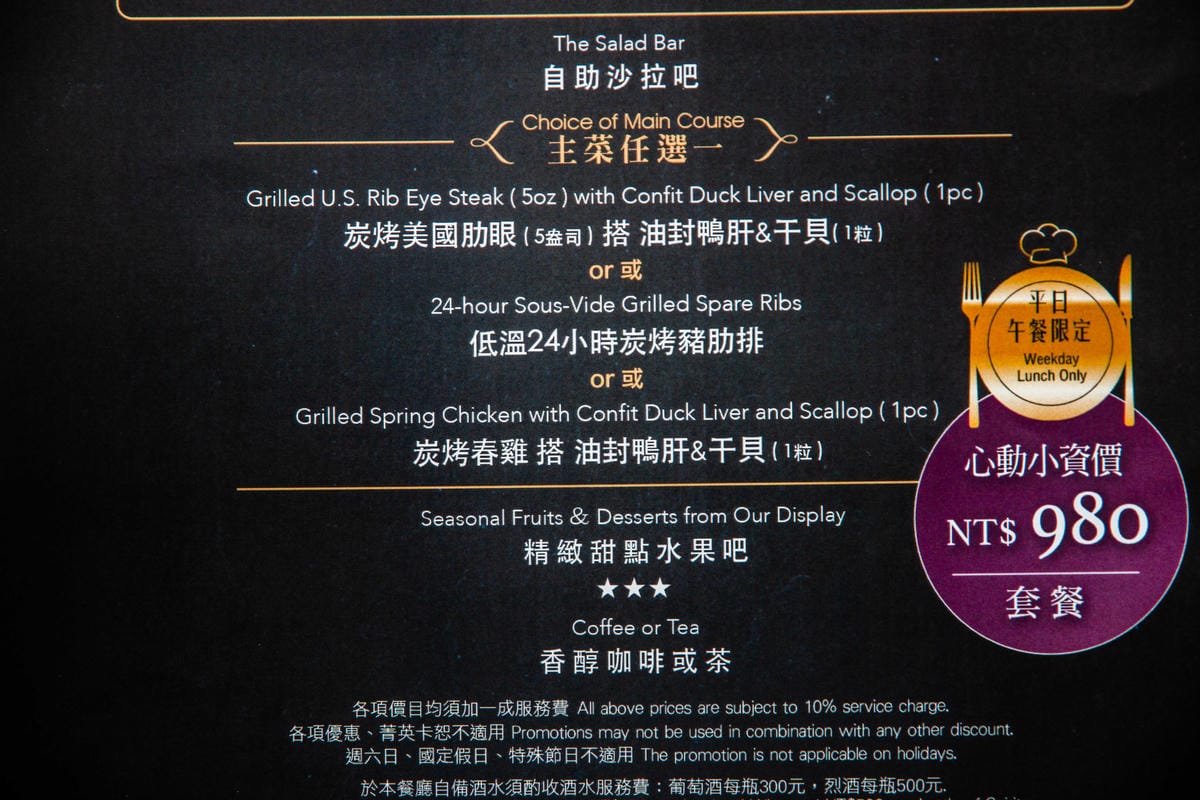 The Salad Bar
自助沙拉吧
Choice of Main Course
主菜任選一
Grilled U.S. Rib Eye Steak ( 5oz ) with Confit Duck Liver and Scallop ( 1pc )
炭烤美國肋眼 ( 5盎司 ) 搭 油封鴨肝&干貝 ( 1粒 )
or 或
24-hour Sous-Vide Grilled Spare Ribs
低溫24小時炭烤豬肋排
or 或
Grilled Spring Chicken with Confit Duck Liver and Scallop ( 1pc )
炭烤春雞 搭 油封鴨肝&干貝 ( 1粒 )
Seasonal Fruits & Desserts from Our Display
精緻甜點水果吧
★★★
Coffee or Tea
香醇咖啡或茶
平日
午餐限定
Weekday
Lunch Only
心動小資價
NT$ 980
套餐
各項價目均須加一成服務費 All above prices are subject to 10% service charge.
各項優惠、菁英卡恕不適用 Promotions may not be used in combination with any other discount.
週六日、國定假日、特殊節日不適用 The promotion is not applicable on holidays.
於本餐廳自備酒水須酌收酒水服務費：葡萄酒每瓶300元，烈酒每瓶500元.